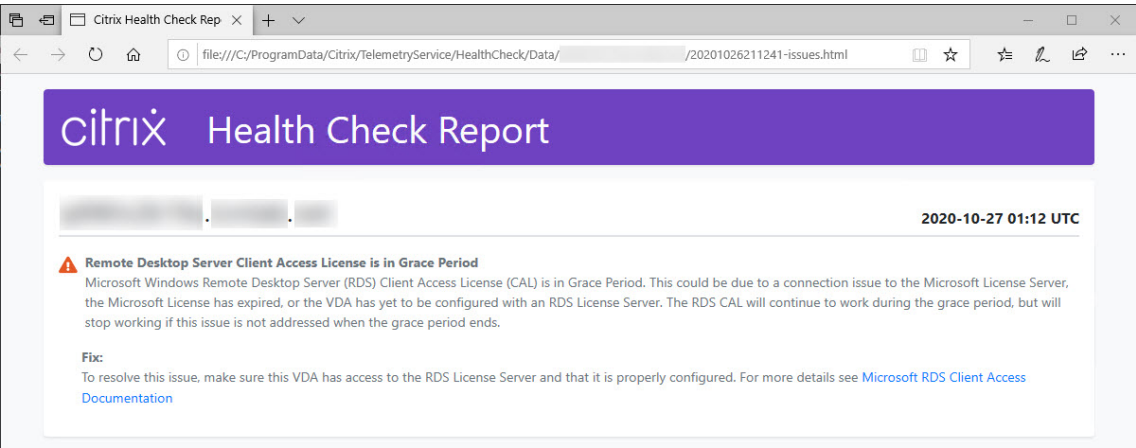 Citrix Health Check Rep
file:///C:/ProgramData/Citrix/TelemetryService/HealthCheck/Data/ /20201026211241-issues.html
citrix Health Check Report
. .
2020-10-27 01:12 UTC
Remote Desktop Server Client Access License is in Grace Period
Microsoft Windows Remote Desktop Server (RDS) Client Access License (CAL) is in Grace Period. This could be due to a connection issue to the Microsoft License Server,
the Microsoft License has expired, or the VDA has yet to be configured with an RDS License Server. The RDS CAL will continue to work during the grace period, but will
stop working if this issue is not addressed when the grace period ends.
Fix:
To resolve this issue, make sure this VDA has access to the RDS License Server and that it is properly configured. For more details see Microsoft RDS Client Access
Documentation